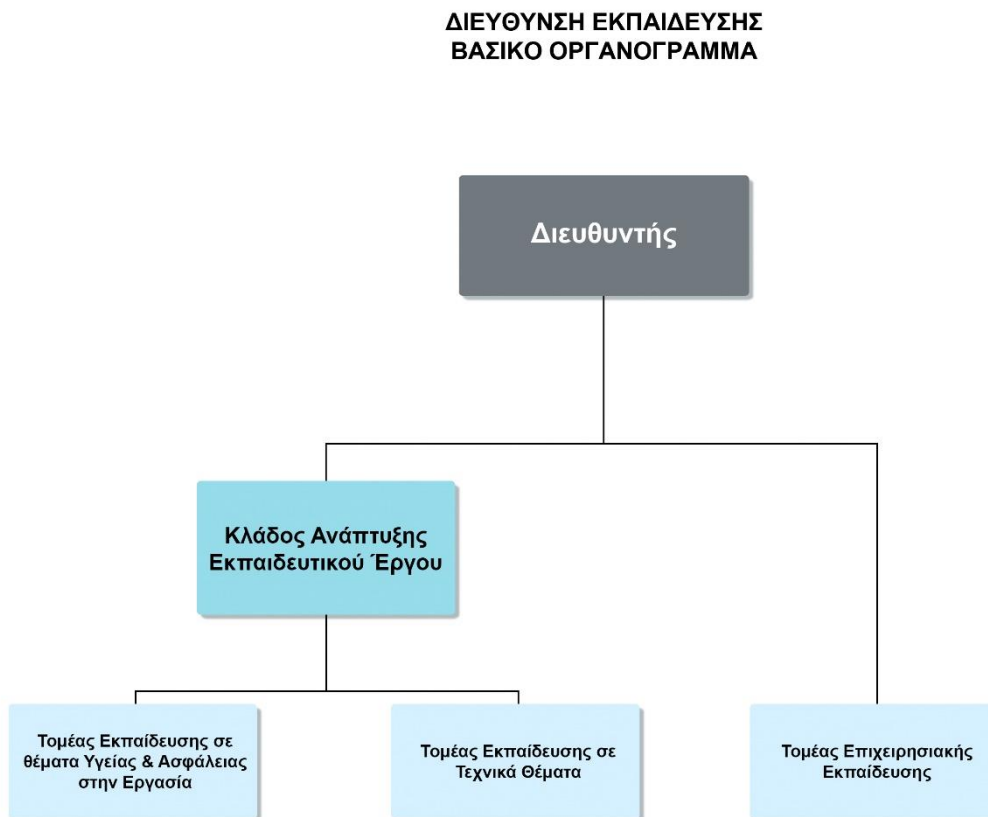 ΔΙΕΥΘΥΝΣΗ ΕΚΠΑΙΔΕΥΣΗΣ
ΒΑΣΙΚΟ ΟΡΓΑΝΟΓΡΑΜΜΑ
Διευθυντής
Κλάδος Ανάπτυξης
Εκπαιδευτικού Έργου
Τομέας Εκπαίδευσης σε
θέματα Υγείας & Ασφάλειας
στην Εργασία
Τομέας Εκπαίδευσης σε
Τεχνικά Θέματα
Τομέας Επιχειρησιακής
Εκπαίδευσης